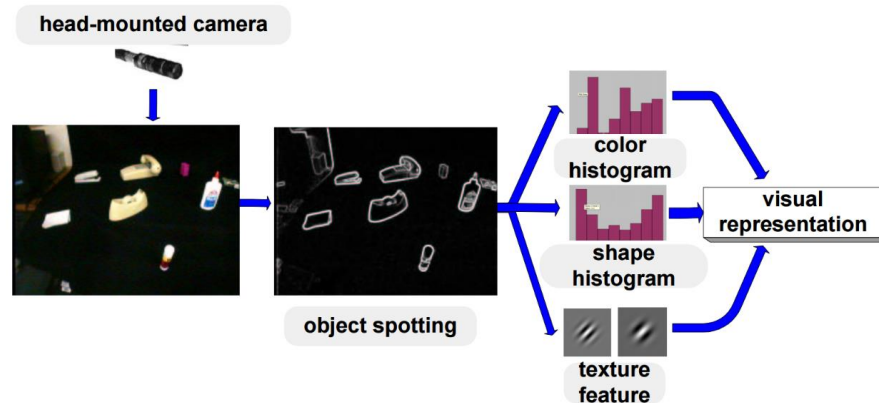 head-mounted camera
object spotting
color
histogram
shape
histogram
texture
feature
visual
representation